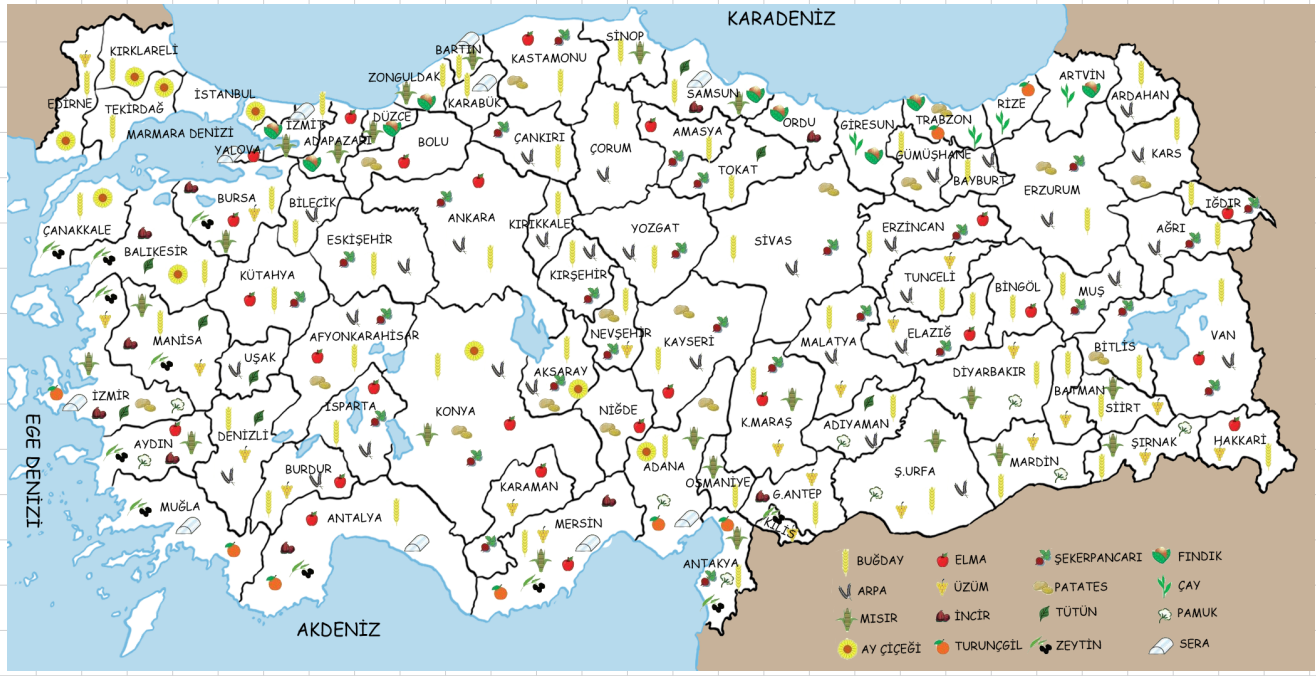 KARADENİZ
KIRKLARELİ
EDİRNE
TEKİRDAĞ
İSTANBUL
MARMARA DENİZİ
YALOVA
İZMİT
ADAPAZARI
DÜZCE
ZONGULDAK
BARTIN
KARABÜK
KASTAMONU
SİNOP
SAMSUN
BOLU
ÇANKIRI
ÇORUM
AMASYA
TOKAT
ORDU
GİRESUN
TRABZON
GÜMÜŞHANE
BAYBURT
RİZE
ARTVİN
ARDAHAN
KARS
ERZURUM
IĞDIR
AĞRI
ÇANAKKALE
BALIKESİR
BURSA
BİLECİK
ESKİŞEHİR
KÜTAHYA
ANKARA
KIRIKKALE
KIRŞEHİR
YOZGAT
SİVAS
ERZİNCAN
TUNCELİ
BİNGÖL
MUŞ
MANİSA
UŞAK
AFYONKARAHİSAR
AKSARAY
NEVŞEHİR
KAYSERİ
MALATYA
ELAZIĞ
DİYARBAKIR
BATMAN
BİTLİS
SİİRT
VAN
İZMİR
AYDIN
DENİZLİ
ISPARTA
BURDUR
KONYA
NİĞDE
ADANA
K.MARAŞ
ADIYAMAN
Ş.URFA
MARDİN
ŞIRNAK
HAKKARİ
MUĞLA
ANTALYA
KARAMAN
MERSİN
OSMANİYE
G.ANTEP
KİLİS
ANTAKYA
EGE DENİZİ
AKDENİZ
BUĞDAY
ELMA
ŞEKERPANCARI
FINDIK
ARPA
ÜZÜM
PATATES
ÇAY
MISIR
İNCİR
TÜTÜN
PAMUK
AY ÇİÇEĞİ
TURUNÇGİL
ZEYTİN
SERA